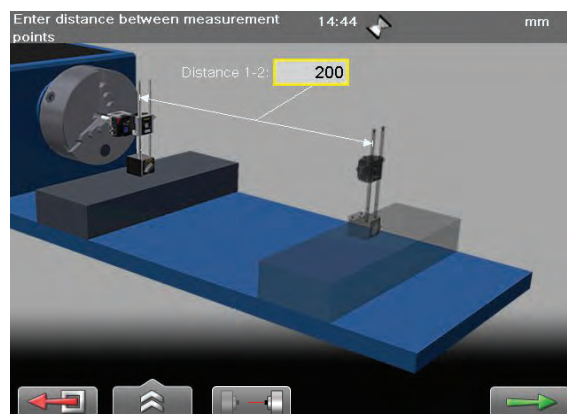 Enter distance between measurement
points
14:44
mm
Distance 1-2:
200